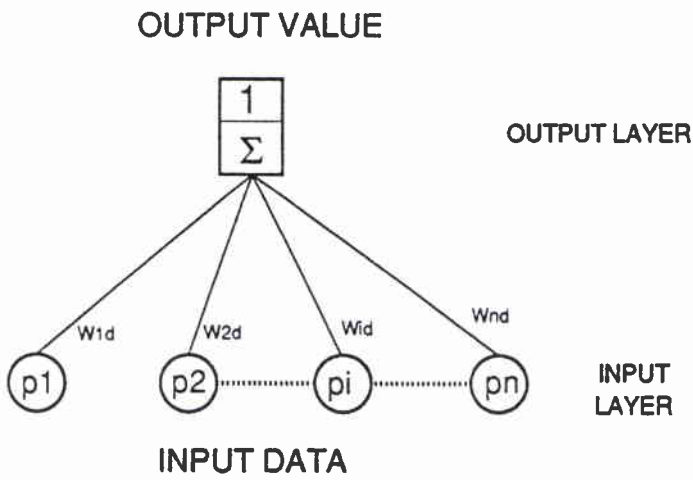 OUTPUT VALUE
1
Σ
OUTPUT LAYER
W1d
W2d
Wid
Wnd
p1
p2
pi
pn
INPUT
LAYER
INPUT DATA